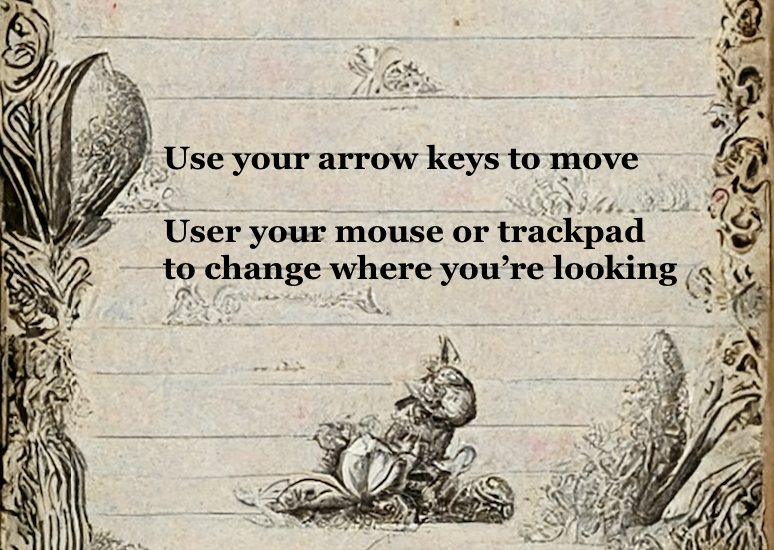 Use your arrow keys to move
User your mouse or trackpad
to change where you’re looking